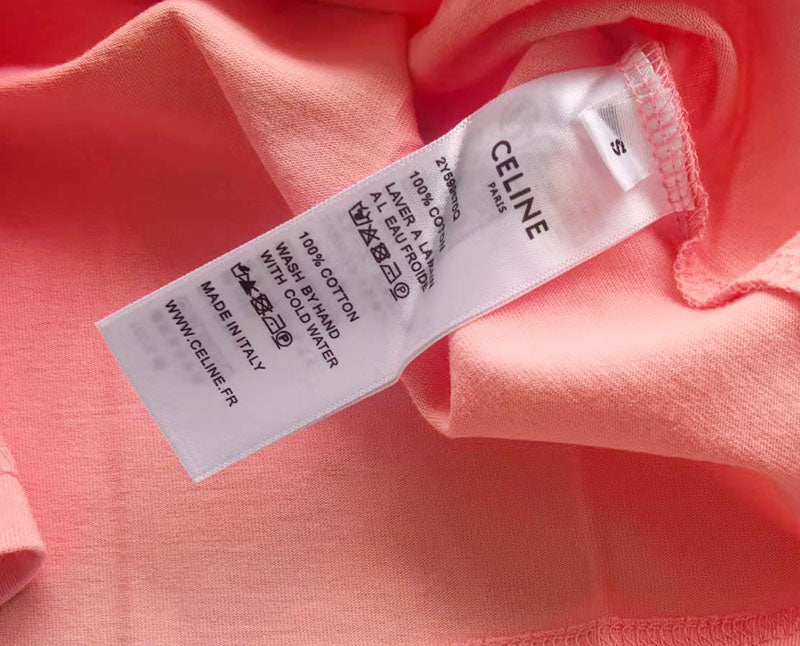 S
CELINE
PARIS
100% COTON
LAVER A LA MAIN
A L EAU FROIDE
100% COTTON
WASH BY HAND
WITH COLD WATER
MADE IN ITALY
WWW.CELINE.FR